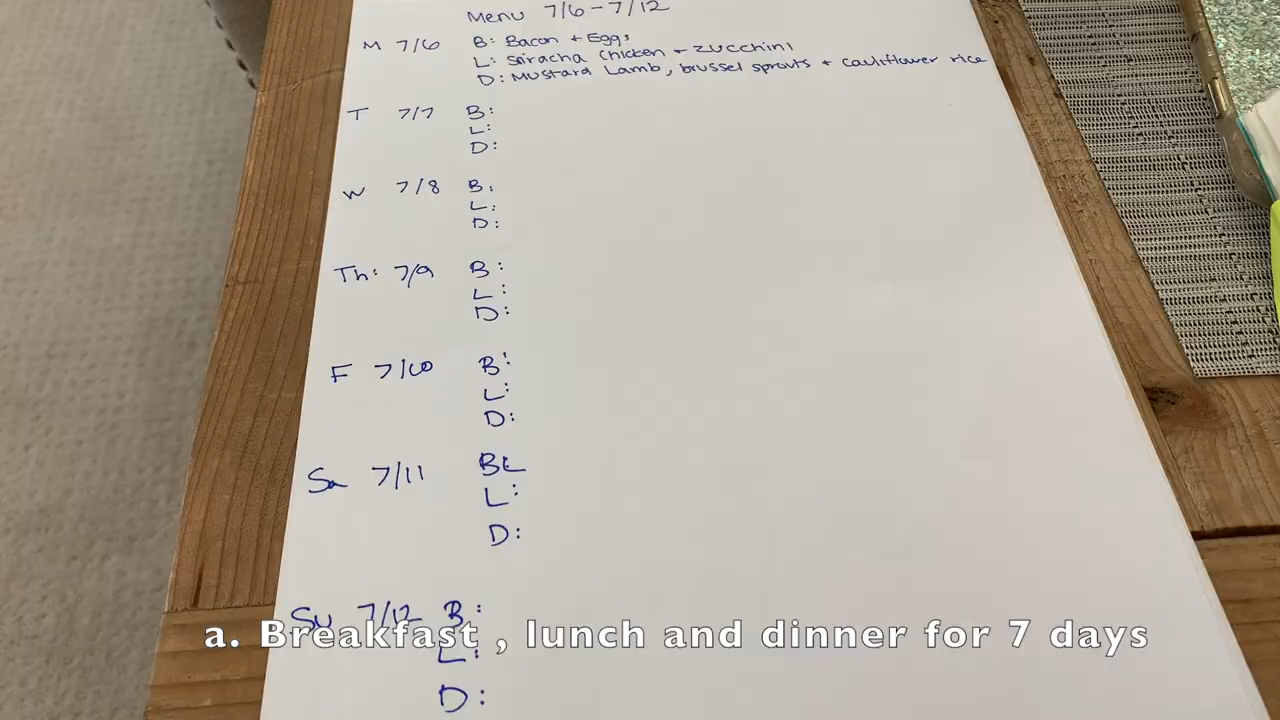 Menu 7/6-7/12
M 7/6 B: Bacon + Eggs
L: Sriracha Chicken + zucchini
D: Mustard Lamb, brussel sprouts + cauliflower rice
T 7/7 B:
L:
D:
W 7/8 B:
L:
D:
Th: 7/9 B:
L:
D:
F 7/10 B:
L:
D:
Sa 7/11 B:
L:
D:
Su 7/12 B:
L:
D:
a. Breakfast , lunch and dinner for 7 days